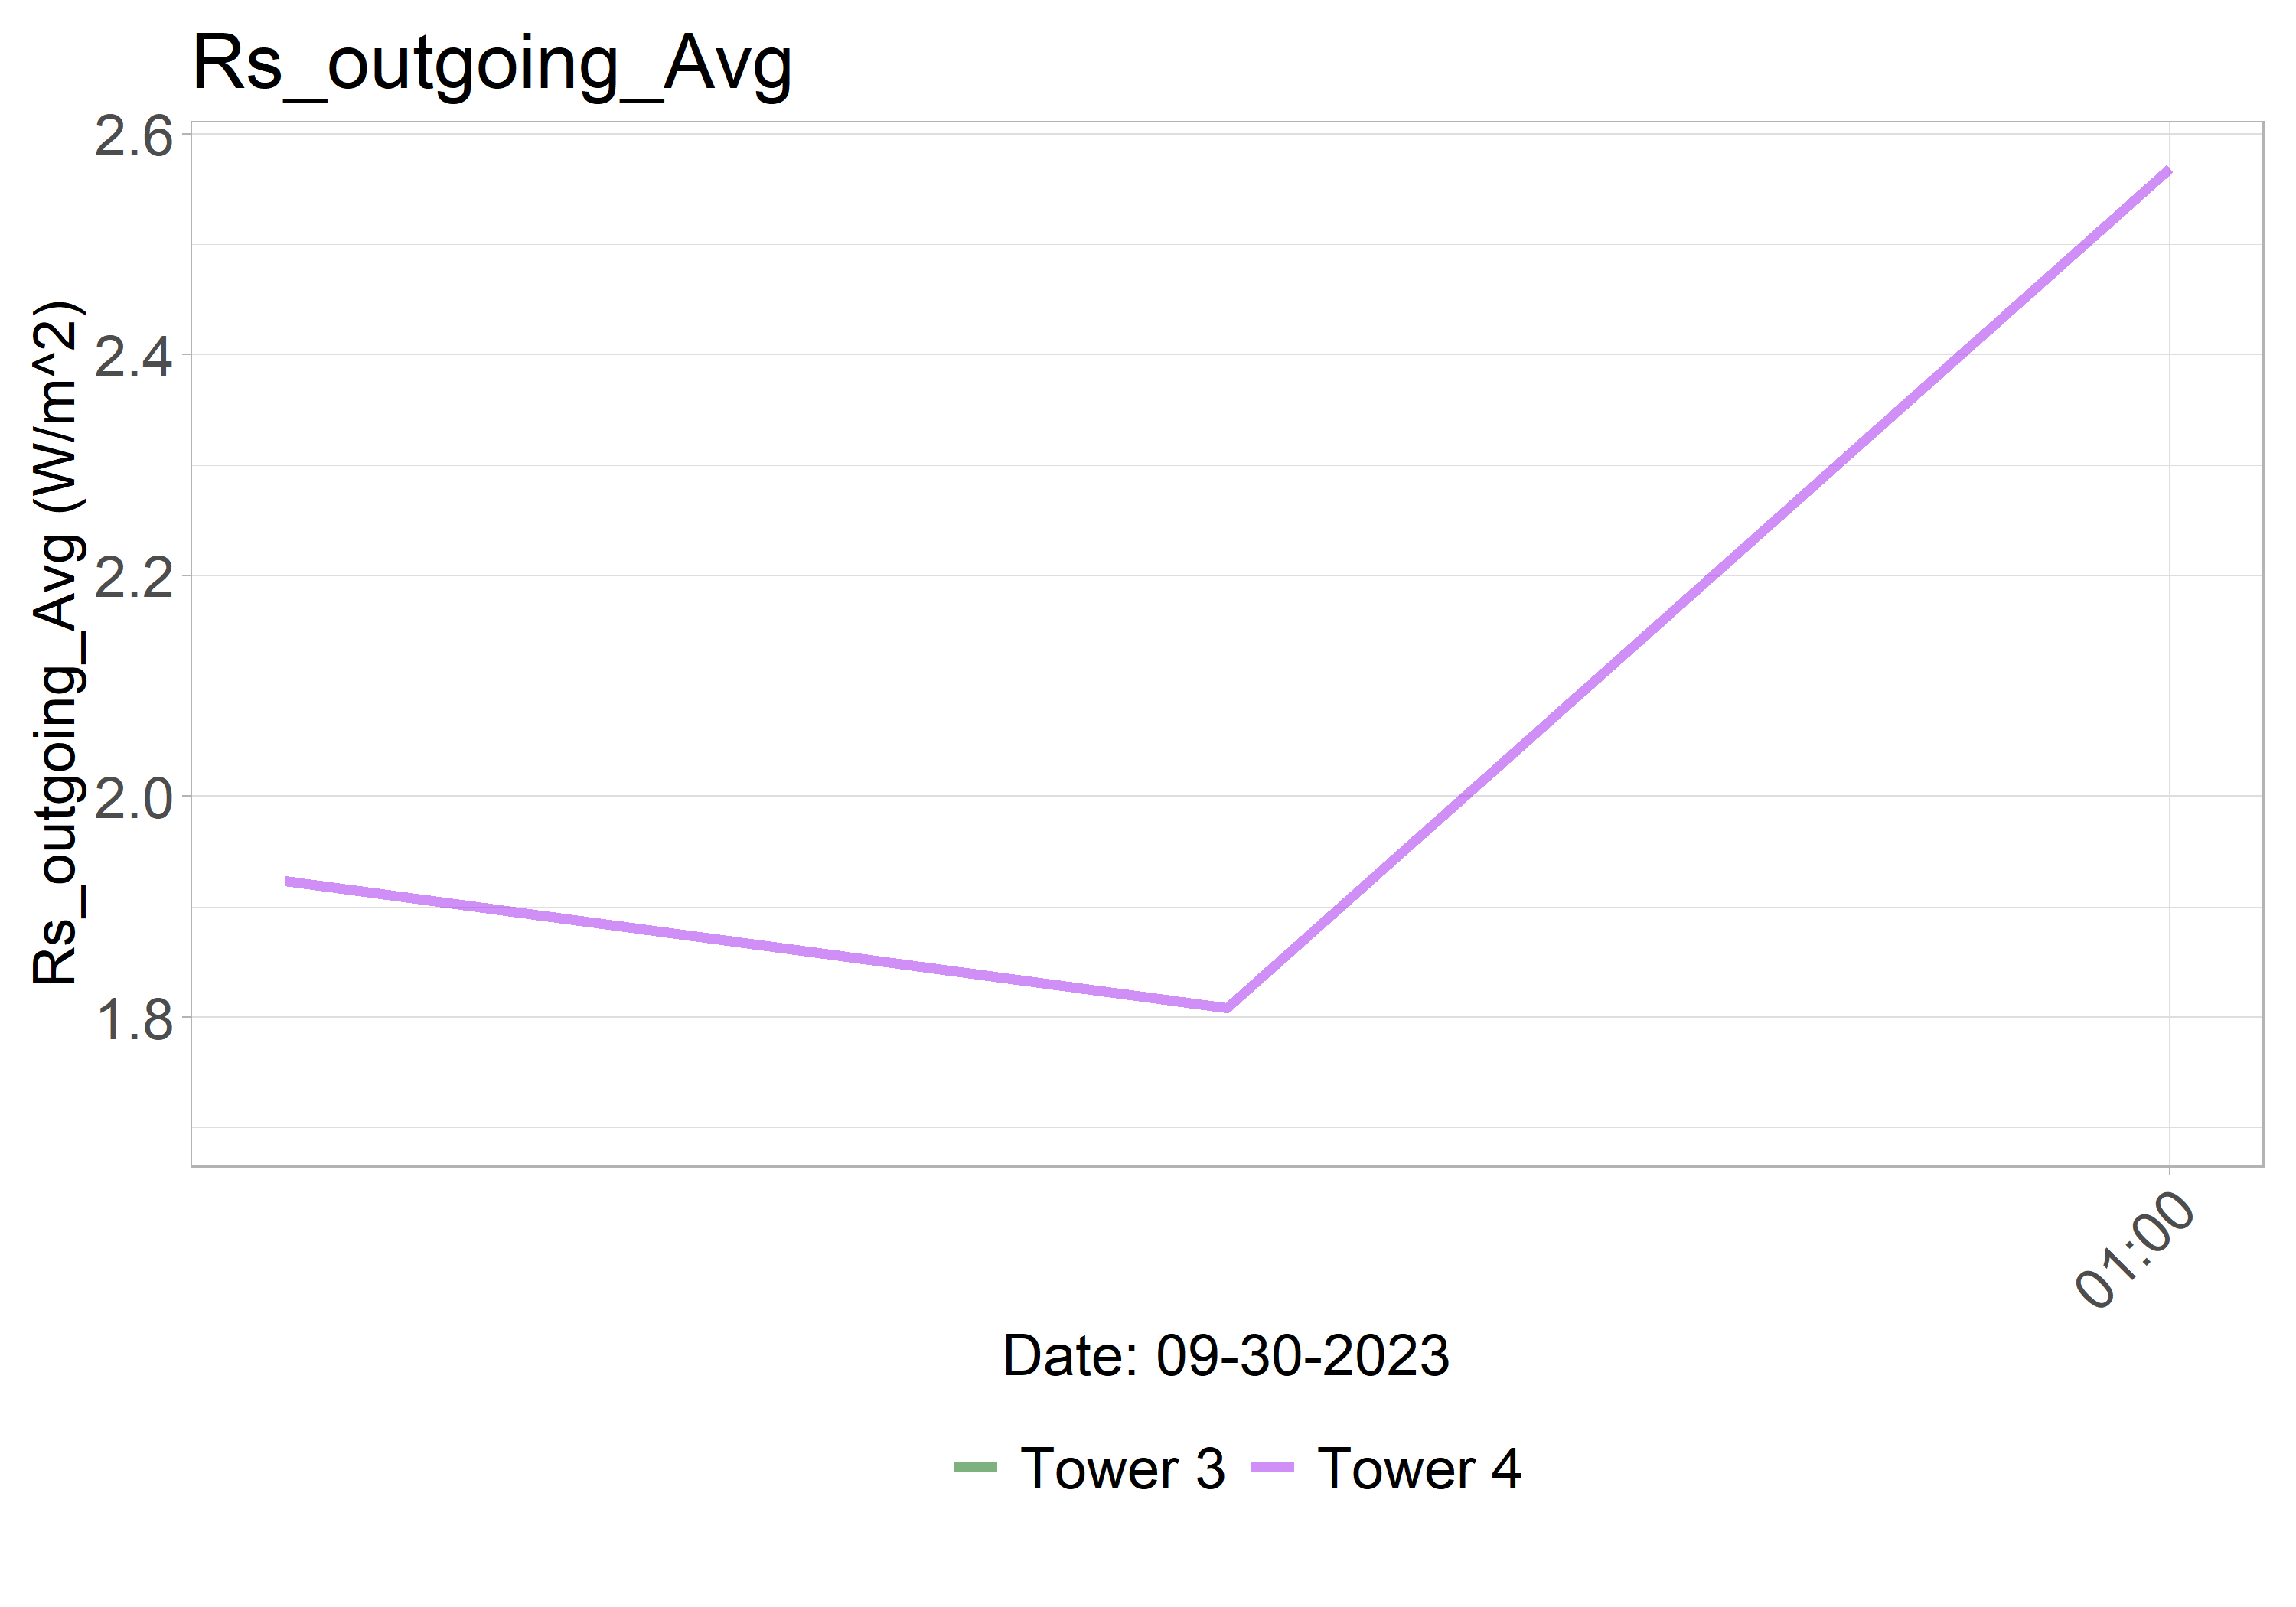 Rs_outgoing_Avg
Rs_outgoing_Avg (W/m^2)
2.6
2.4
2.2
2.0
1.8
01:00
Date: 09-30-2023
Tower 3 Tower 4